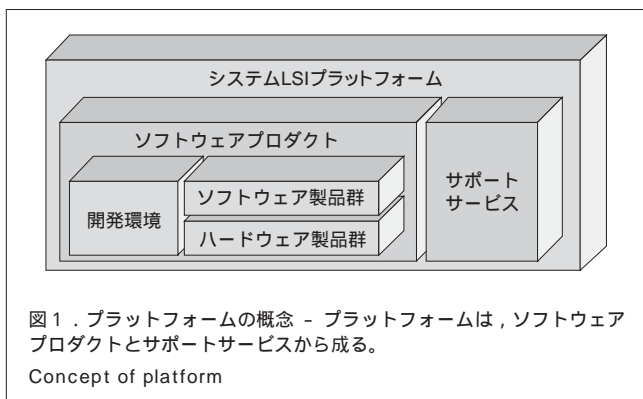 システムLSIプラットフォーム
ソフトウェアプロダクト
開発環境
ソフトウェア製品群
ハードウェア製品群
サポート
サービス
図1．プラットフォームの概念 − プラットフォームは，ソフトウェア
プロダクトとサポートサービスから成る。
Concept of platform